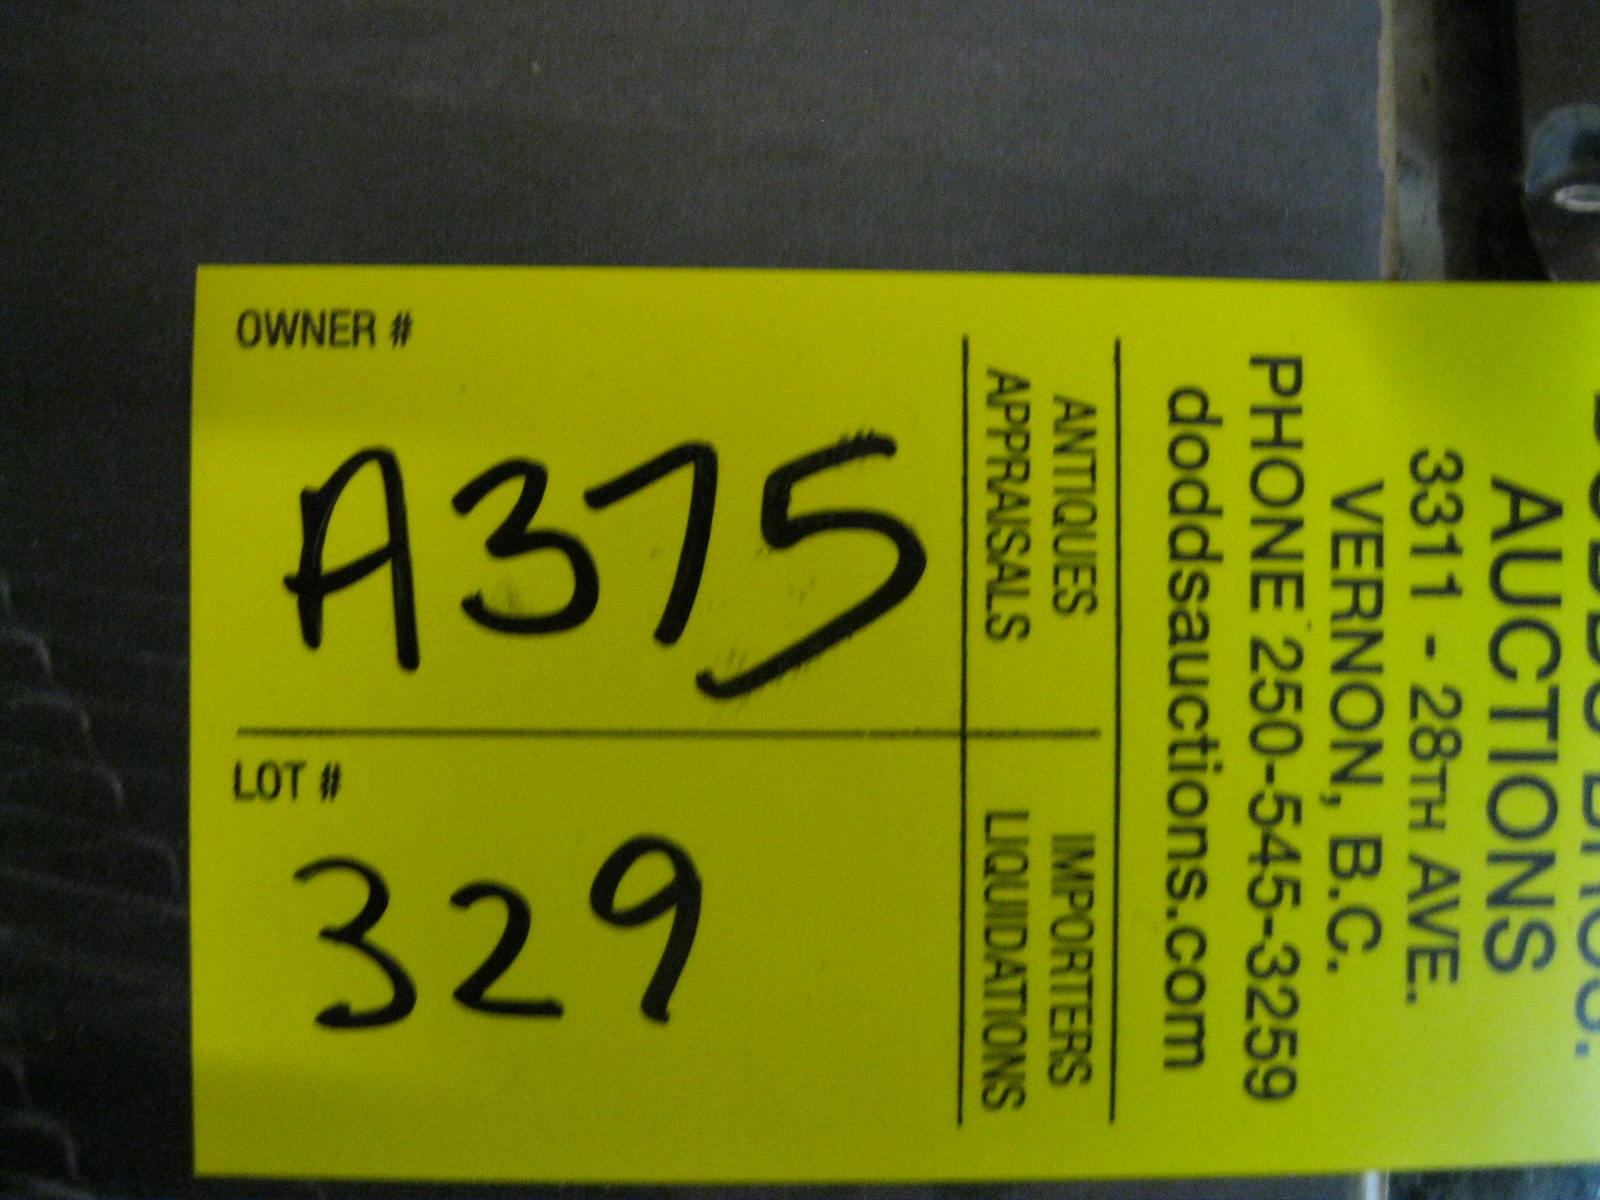 OWNER #
A375
LOT #
329
ANTIQUES
APPRAISALS
IMPORTERS
LIQUIDATIONS
AUCTIONS
3311 - 28TH AVE.
VERNON, B.C.
PHONE 250-545-3259
doddsauctions.com